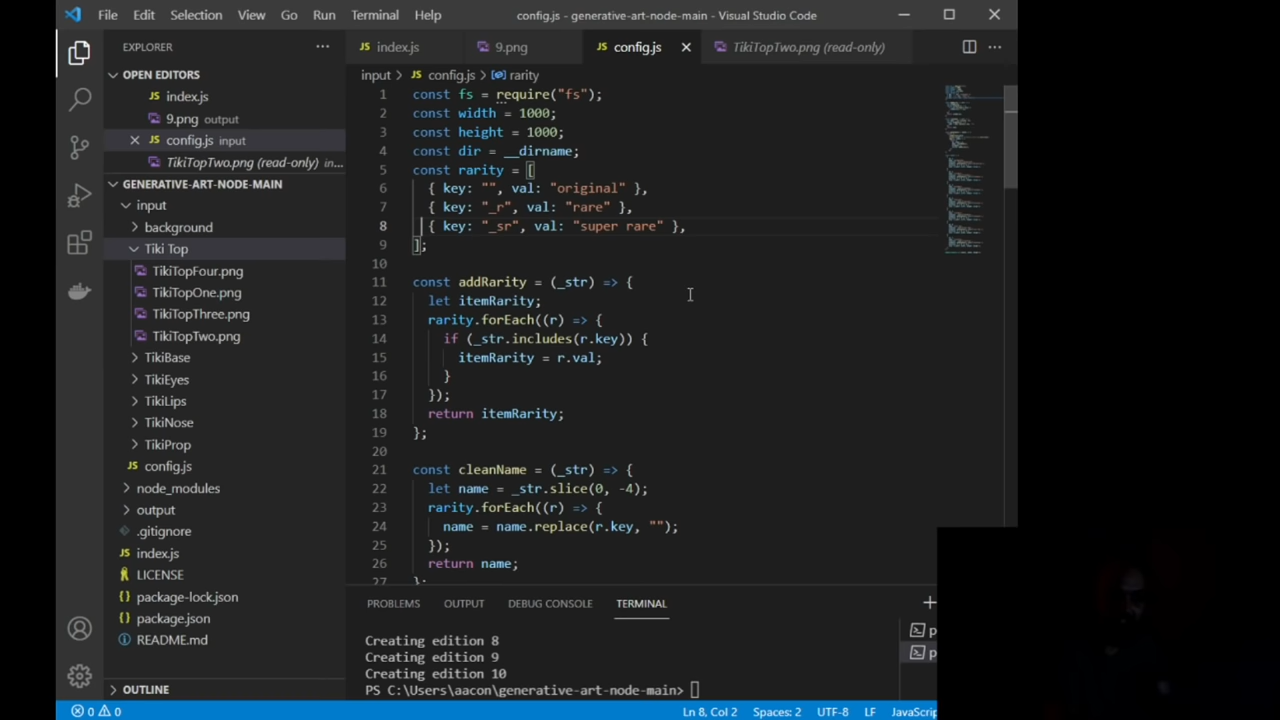 File Edit Selection View Go Run Terminal Help config.js - generative-art-node-main - Visual Studio Code
EXPLORER
OPEN EDITORS
JS index.js
9.png output
JS config.js input
TikiTopTwo.png (read-only) in...
GENERATIVE-ART-NODE-MAIN
input
background
Tiki Top
TikiTopFour.png
TikiTopOne.png
TikiTopThree.png
TikiTopTwo.png
TikiBase
TikiEyes
TikiLips
TikiNose
TikiProp
JS config.js
node_modules
output
.gitignore
JS index.js
LICENSE
{} package-lock.json
{} package.json
README.md
OUTLINE
JS index.js 9.png JS config.js TikiTopTwo.png (read-only)
input > JS config.js > rarity
1 const fs = require("fs");
2 const width = 1000;
3 const height = 1000;
4 const dir = __dirname;
5 const rarity = [
6 { key: "", val: "original" },
7 { key: "_r", val: "rare" },
8 { key: "_sr", val: "super rare" },
9 ];
10
11 const addRarity = (_str) => {
12 let itemRarity;
13 rarity.forEach((r) => {
14 if (_str.includes(r.key)) {
15 itemRarity = r.val;
16 }
17 });
18 return itemRarity;
19 };
20
21 const cleanName = (_str) => {
22 let name = _str.slice(0, -4);
23 rarity.forEach((r) => {
24 name = name.replace(r.key, "");
25 });
26 return name;
27 };
PROBLEMS OUTPUT DEBUG CONSOLE TERMINAL
Creating edition 8
Creating edition 9
Creating edition 10
PS C:\Users\aacon\generative-art-node-main>
p
p
0 0 Ln 8, Col 2 Spaces: 2 UTF-8 LF JavaScrip